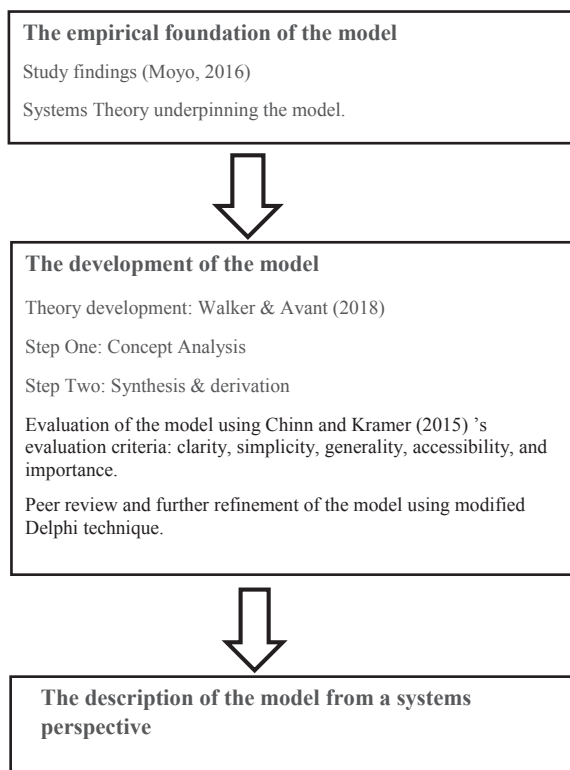 The empirical foundation of the model
Study findings (Moyo, 2016)
Systems Theory underpinning the model.
The development of the model
Theory development: Walker & Avant (2018)
Step One: Concept Analysis
Step Two: Synthesis & derivation
Evaluation of the model using Chinn and Kramer (2015) ’s
evaluation criteria: clarity, simplicity, generality, accessibility, and
importance.
Peer review and further refinement of the model using modified
Delphi technique.
The description of the model from a systems
perspective